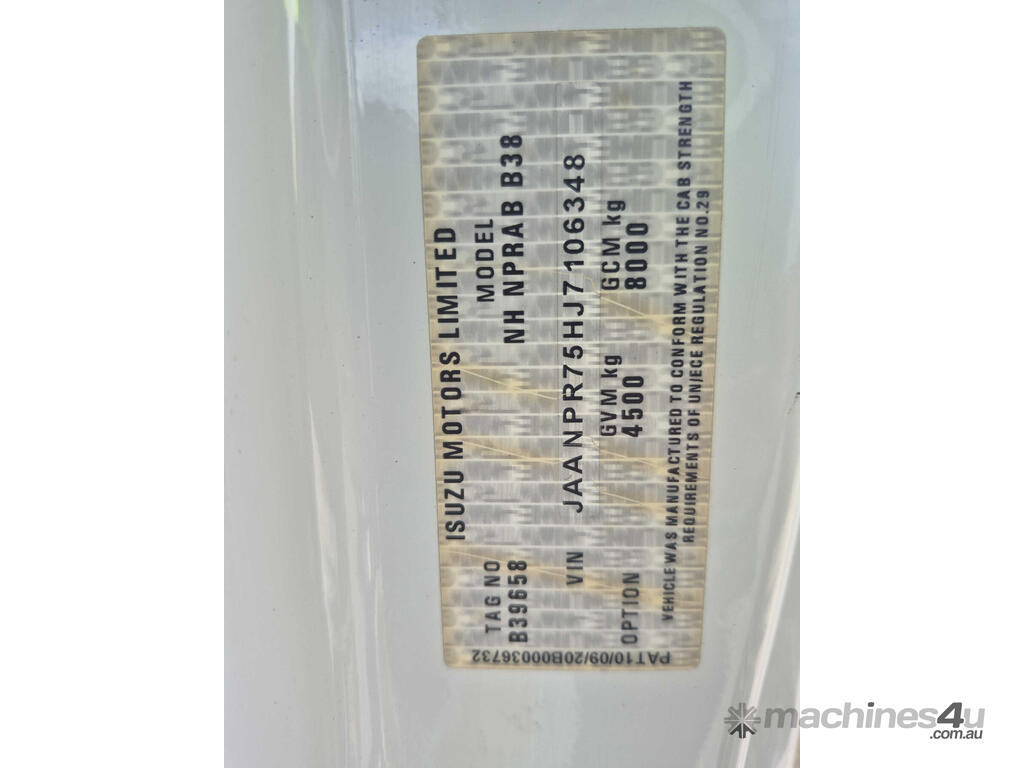 ISUZU MOTORS LIMITED
TAG NO MODEL
B39658 NH NPRAB B38
VIN JAANPR75HJ7106348
GVM kg GCM kg
OPTION 4500 8000
VEHICLE WAS MANUFACTURED TO CONFORM WITH THE CAB STRENGTH
REQUIREMENTS OF UN/ECE REGULATION NO.29
PAT10/09/20B00036732
machines4u
.com.au